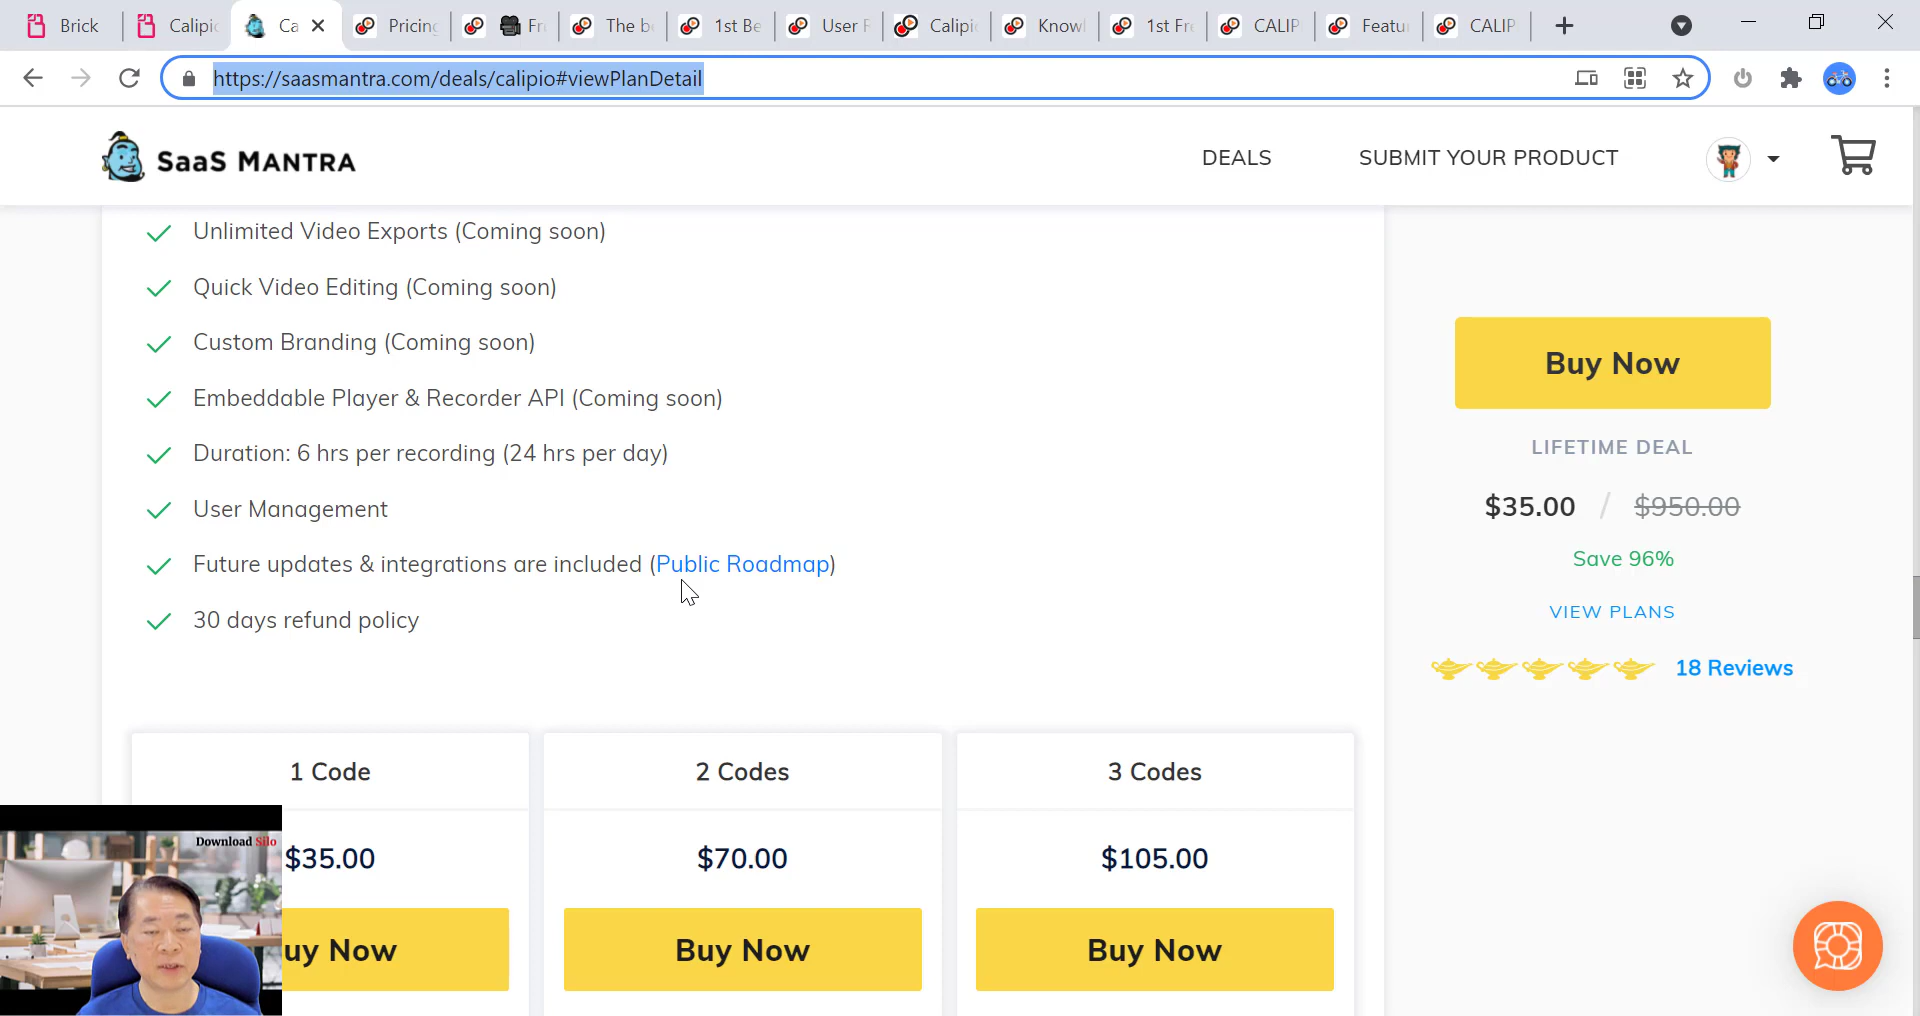 Brick
Calipio
Ca
Pricing
Fr
The be
1st Be
User F
Calipi
Knowl
1st Fre
CALIP
Featu
CALIP
https://saasmantra.com/deals/calipio#viewPlanDetail
SaaS MANTRA
DEALS
SUBMIT YOUR PRODUCT
Unlimited Video Exports (Coming soon)
Quick Video Editing (Coming soon)
Custom Branding (Coming soon)
Embeddable Player & Recorder API (Coming soon)
Duration: 6 hrs per recording (24 hrs per day)
User Management
Future updates & integrations are included (Public Roadmap)
30 days refund policy
Buy Now
LIFETIME DEAL
$35.00 / $950.00
Save 96%
VIEW PLANS
18 Reviews
1 Code
2 Codes
3 Codes
$35.00
$70.00
$105.00
uy Now
Buy Now
Buy Now
Download Silo